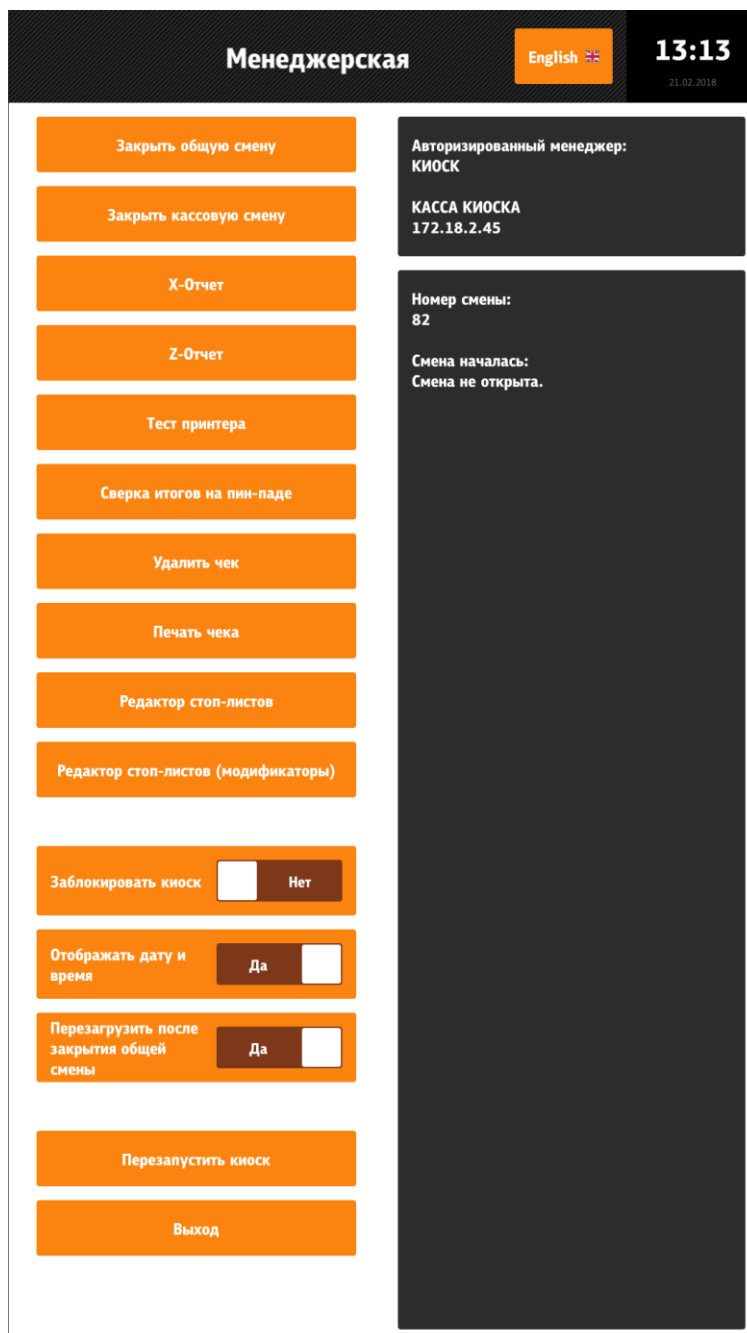 Менеджерская
English
13:13
21.02.2018
Закрыть общую смену
Закрыть кассовую смену
X-Отчет
Z-Отчет
Тест принтера
Сверка итогов на пин-паде
Удалить чек
Печать чека
Редактор стоп-листов
Редактор стоп-листов (модификаторы)
Заблокировать киоск
Нет
Отображать дату и
время
Да
Перезагрузить после
закрытия общей
смены
Да
Перезапустить киоск
Выход
Авторизированный менеджер:
КИОСК
КАССА КИОСКА
172.18.2.45
Номер смены:
82
Смена началась:
Смена не открыта.